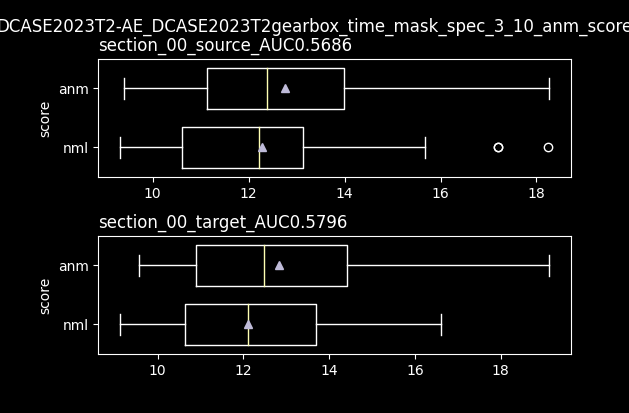 DCASE2023T2-AE_DCASE2023T2gearbox_time_mask_spec_3_10_anm_score
section_00_source_AUC0.5686
anm
nml
score
10 12 14 16 18
section_00_target_AUC0.5796
anm
nml
score
10 12 14 16 18